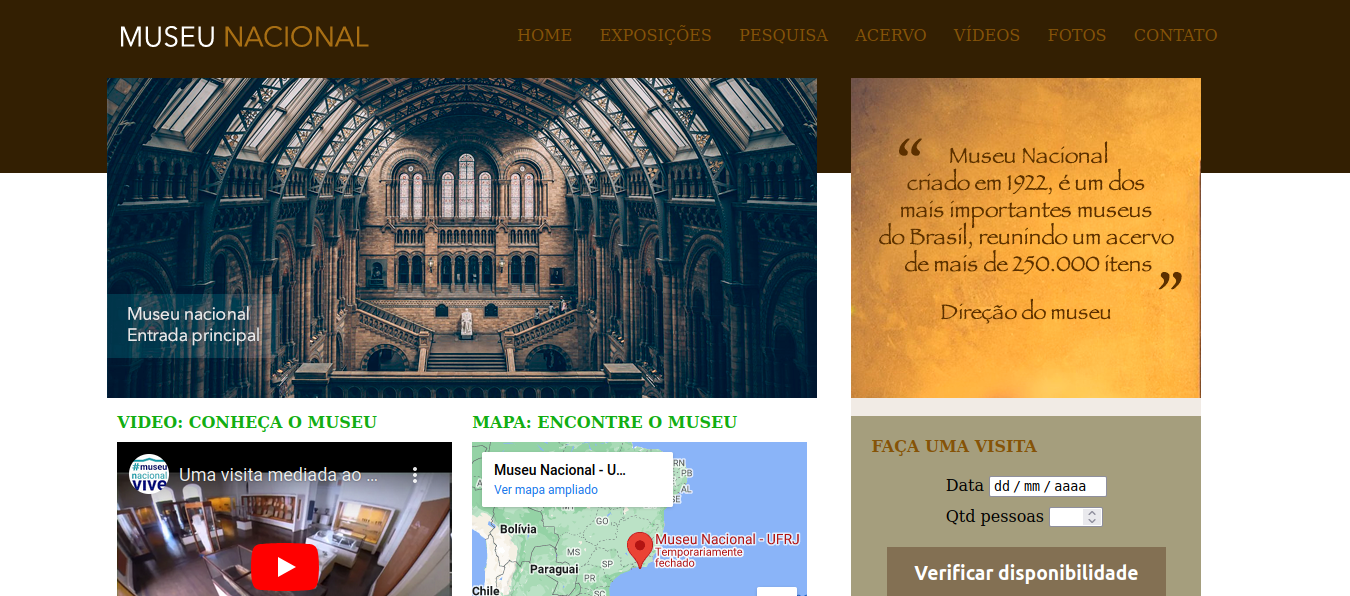 MUSEU NACIONAL
HOME EXPOSIÇÕES PESQUISA ACERVO VÍDEOS FOTOS CONTATO
Museu nacional
Entrada principal
“ Museu Nacional
criado em 1922, é um dos
mais importantes museus
do Brasil, reunindo um acervo
de mais de 250.000 itens ”
Direção do museu
VIDEO: CONHEÇA O MUSEU
#museu
nacional
vive
Uma visita mediada ao ...
MAPA: ENCONTRE O MUSEU
Museu Nacional - U...
Ver mapa ampliado
RN
PB
AL
SE
MT
GO
Bolívia
MS
SP
PR
Paraguai
Chile
Museu Nacional - UFRJ
Temporariamente
fechado
FAÇA UMA VISITA
Data dd/mm/aaaa
Qtd pessoas
Verificar disponibilidade